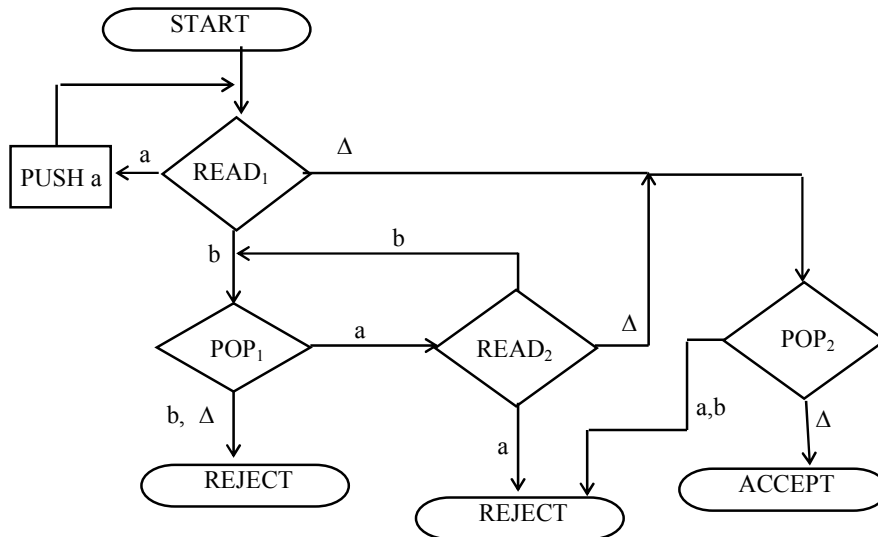 START
a
Δ
PUSH a
READ₁
b
b
a
POP₁
READ₂
Δ
POP₂
b, Δ
a
a,b
Δ
REJECT
REJECT
ACCEPT